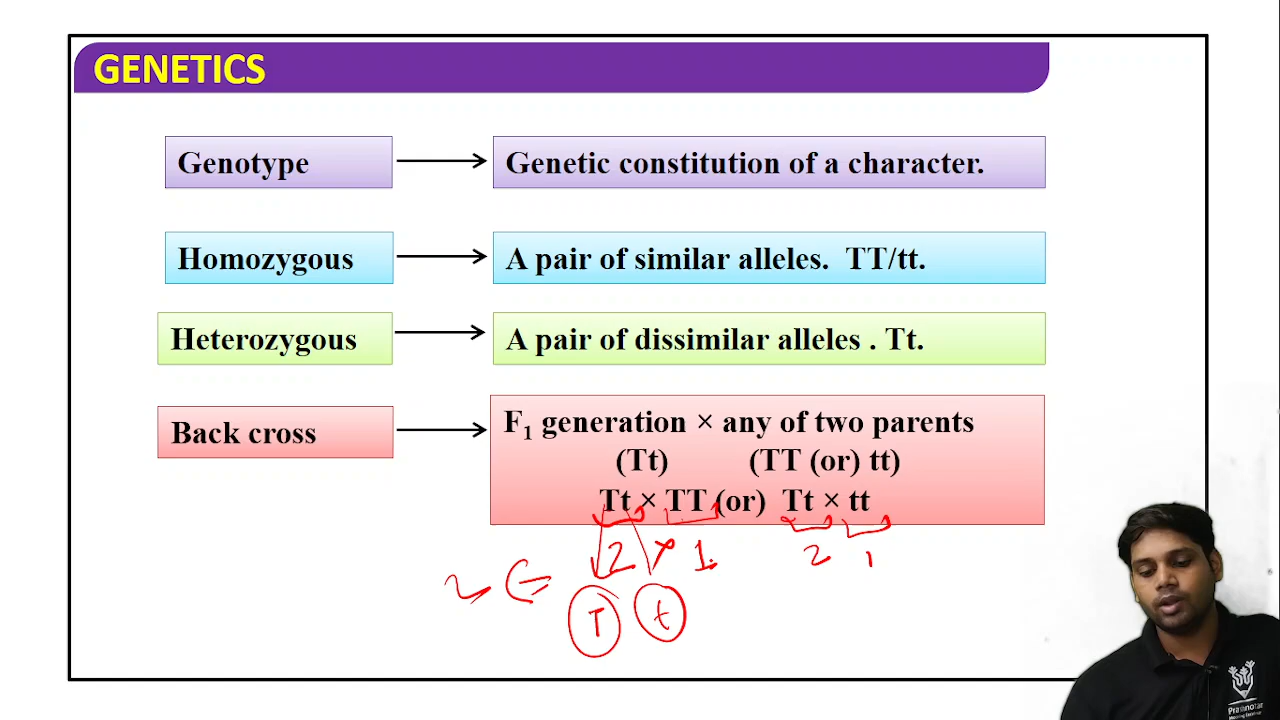 GENETICS
Genotype
Genetic constitution of a character.
Homozygous
A pair of similar alleles. TT/tt.
Heterozygous
A pair of dissimilar alleles . Tt.
Back cross
F₁ generation × any of two parents
(Tt) (TT (or) tt)
Tt × TT (or) Tt × tt
2 × 1 2 1
2
T t